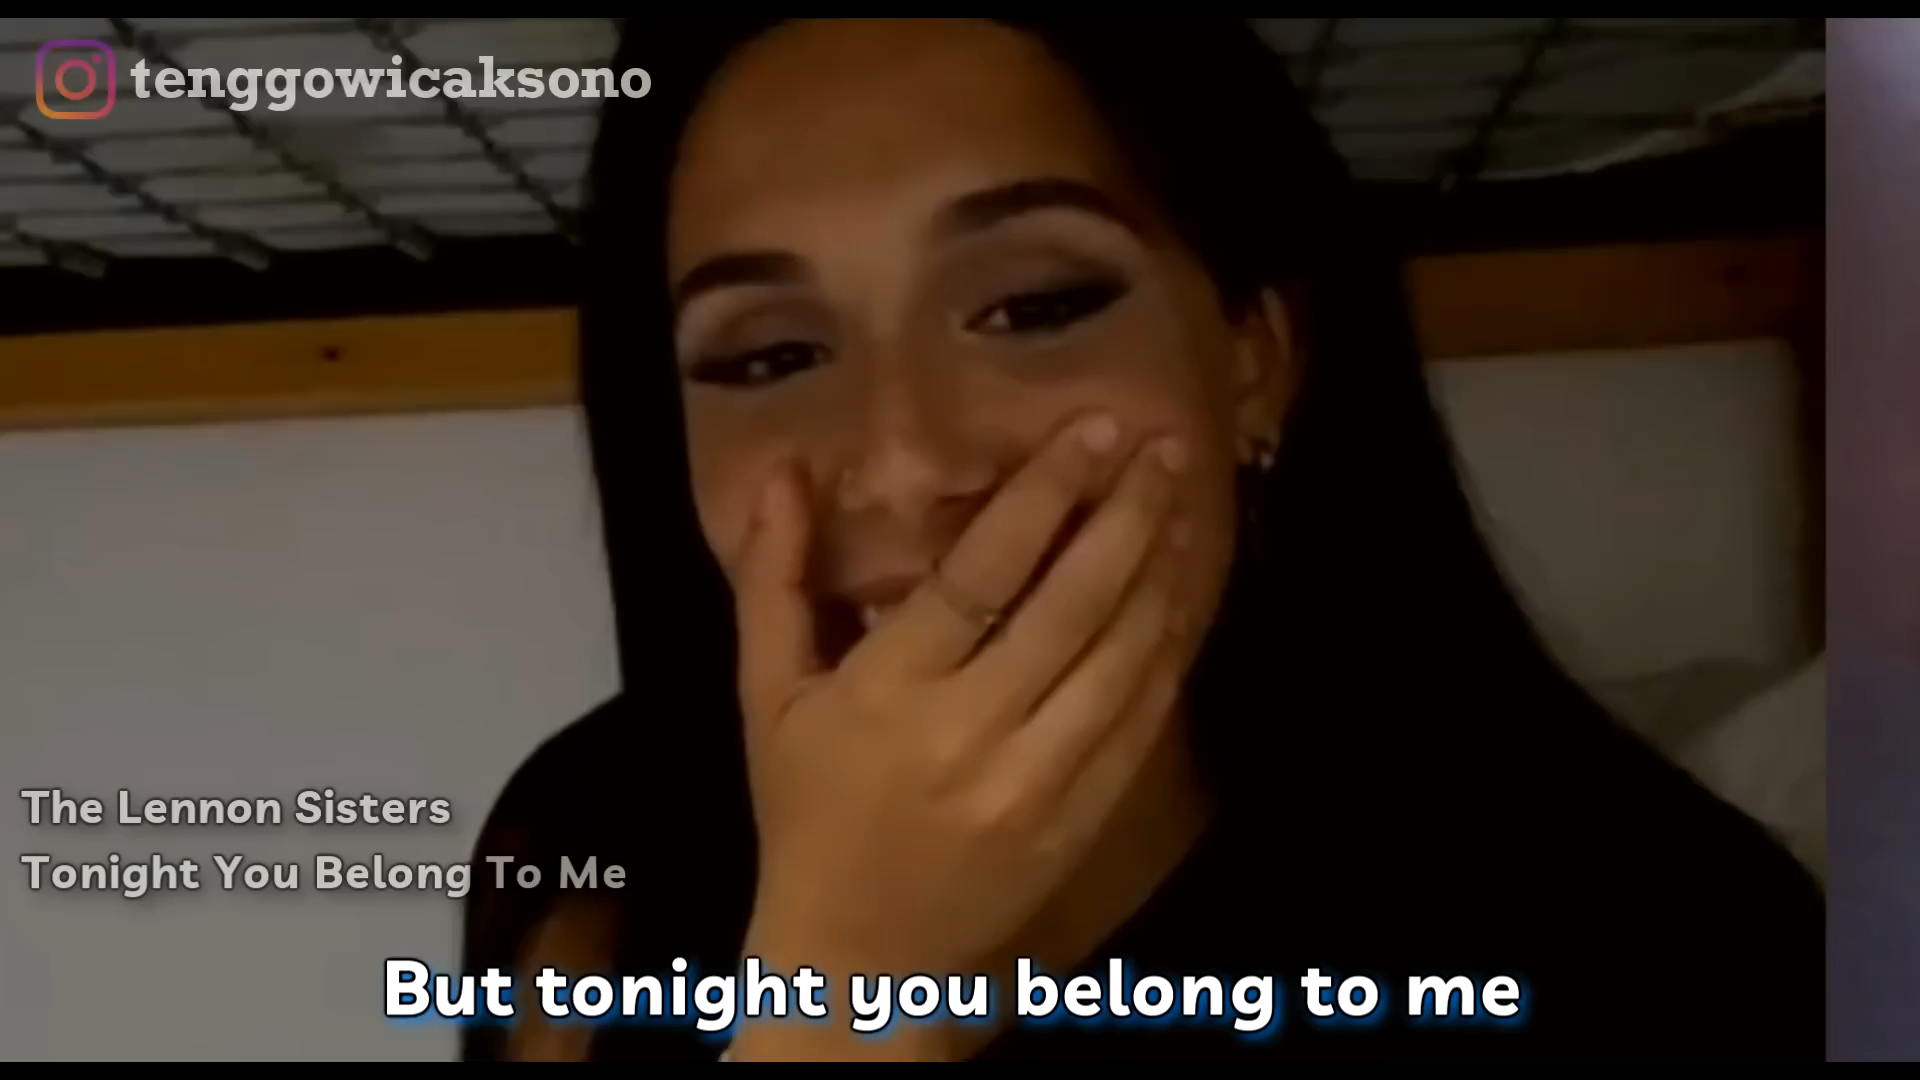 tenggowicaksono
The Lennon Sisters
Tonight You Belong To Me
But tonight you belong to me